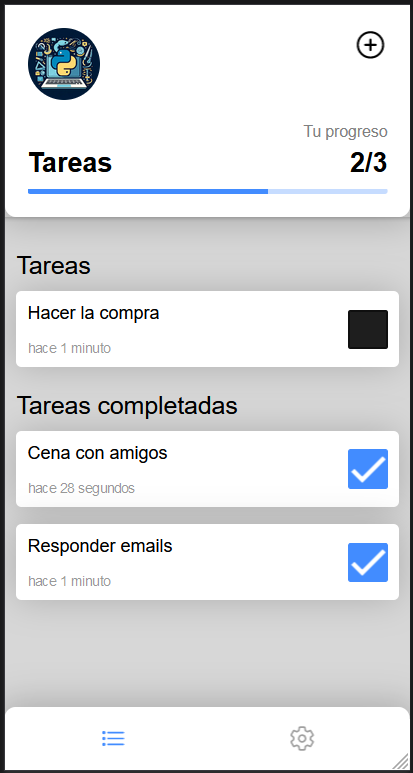 Tu progreso
Tareas 2/3
Tareas
Hacer la compra
hace 1 minuto
Tareas completadas
Cena con amigos
hace 28 segundos
Responder emails
hace 1 minuto